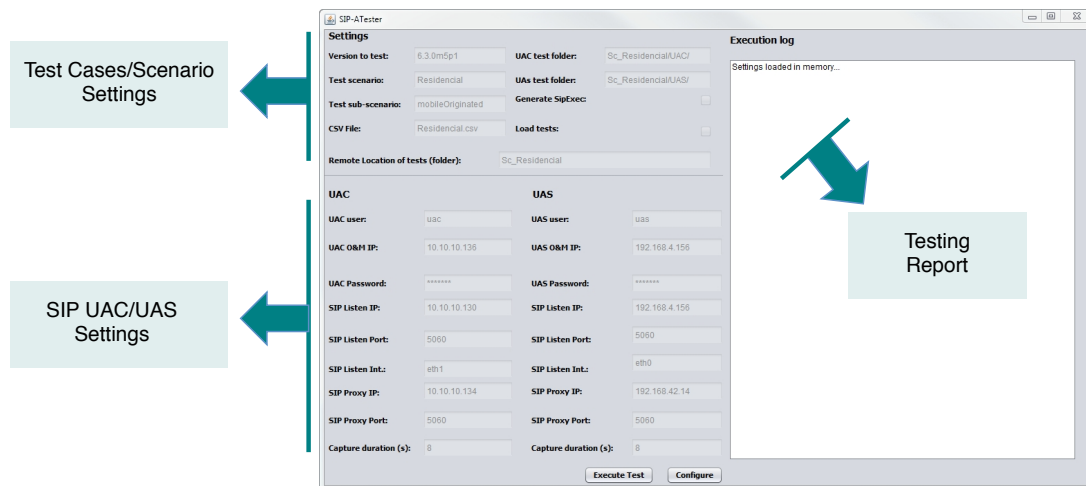 SIP-ATester
Test Cases/Scenario
Settings
SIP UAC/UAS
Settings
Settings
Version to test: 6.3.0m5p1 UAC test folder: Sc_Residencial/UAC/
Test scenario: Residencial UAs test folder: Sc_Residencial/UAS/
Test sub-scenario: mobileOriginated Generate SipExec:
CSV File: Residencial.csv Load tests:
Remote Location of tests (folder): Sc_Residencial
UAC UAS
UAC user: uac UAS user: uas
UAC O&M IP: 10.10.10.136 UAS O&M IP: 192.168.4.156
UAC Password: ******* UAS Password: *******
SIP Listen IP: 10.10.10.130 SIP Listen IP: 192.168.4.156
SIP Listen Port: 5060 SIP Listen Port: 5060
SIP Listen Int.: eth1 SIP Listen Int.: eth0
SIP Proxy IP: 10.10.10.134 SIP Proxy IP: 192.168.42.14
SIP Proxy Port: 5060 SIP Proxy Port: 5060
Capture duration (s): 8 Capture duration (s): 8
Execute Test Configure
Execution log
Settings loaded in memory...
Testing
Report